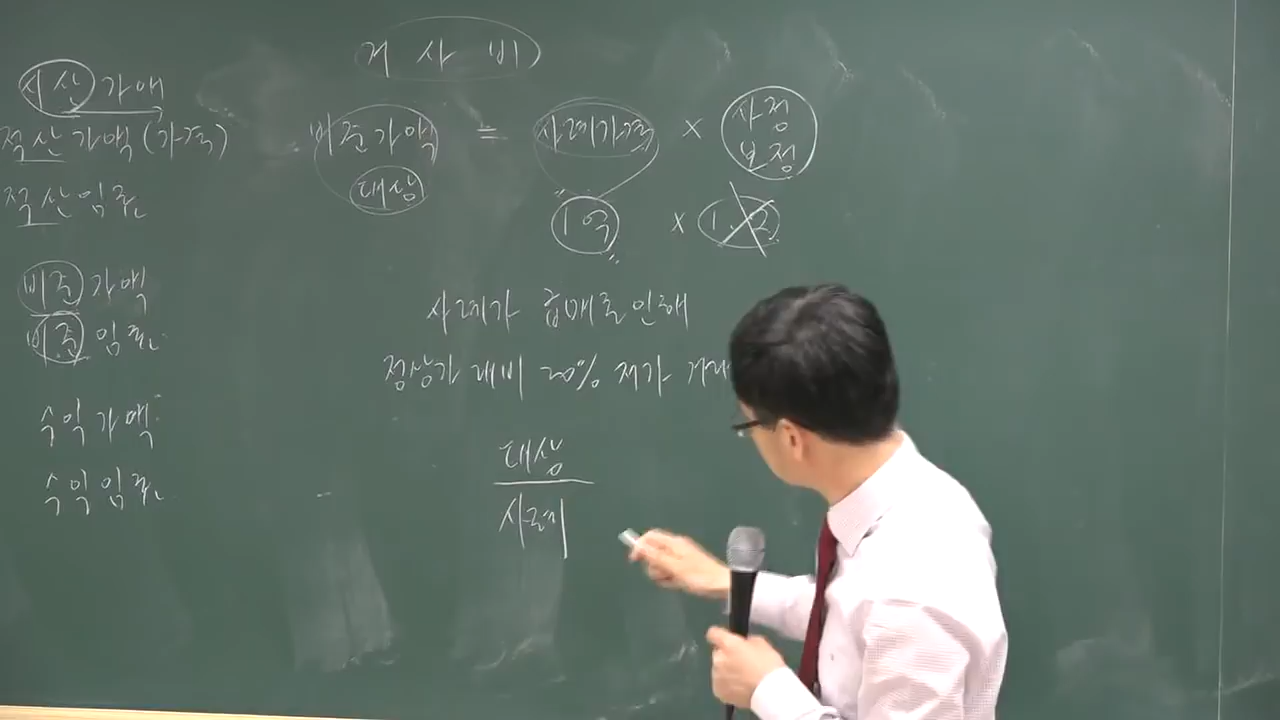 거 사 비
시산가액
적산가액(가격)
적산임료
비준가액
비준임료
수익가액
수익임료
비준가액 = 사례가격 × 사정보정
대상
1억 × 1.2
사례가 급매로 인해
정상가 대비 20% 저가 거래
대상
사례